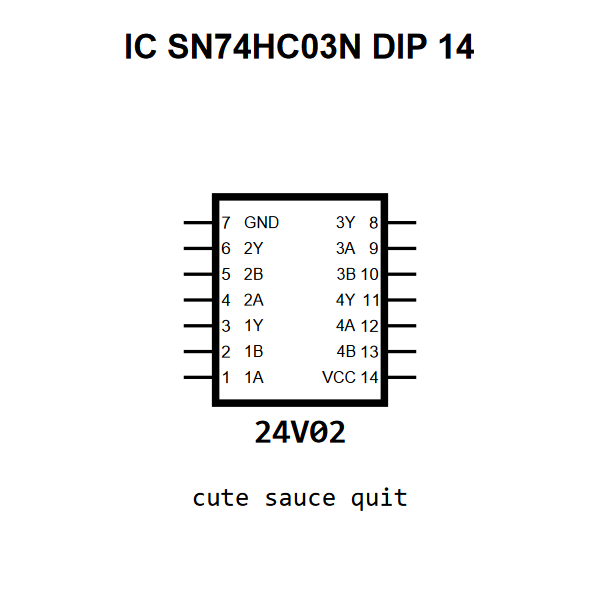 IC SN74HC03N DIP 14
7 GND 3Y 8
6 2Y 3A 9
5 2B 3B 10
4 2A 4Y 11
3 1Y 4A 12
2 1B 4B 13
1 1A VCC 14
24V02
cute sauce quit